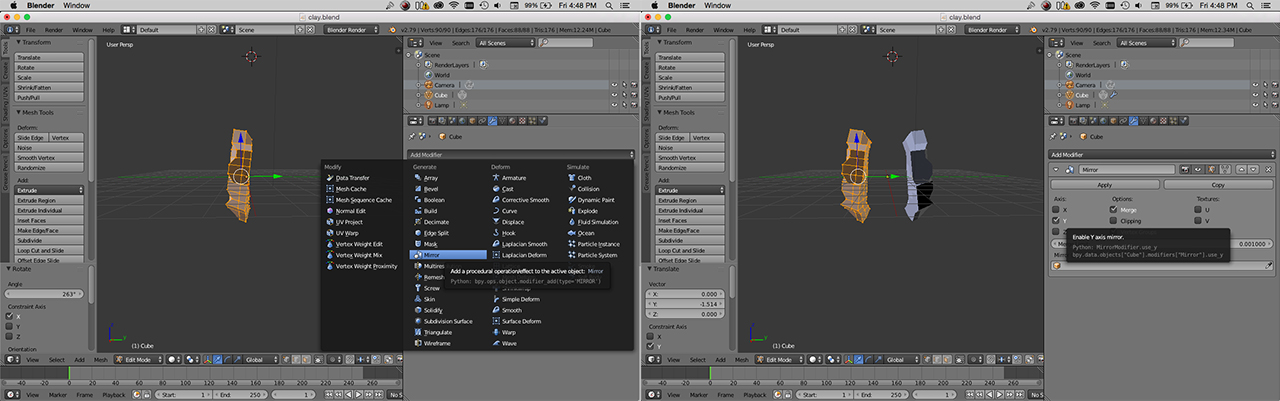 Blender Window 99% Fri 4:48 PM
clay.blend
Default Scene Blender Render v2.79 | Verts:90/90 | Edges:176/176 | Faces:88/88 | Tris:176 | Mem:12.24M | Cube
Tools
Create
Shading / UVs
Options
Grease Pencil
Transform
Translate
Rotate
Scale
Shrink/Fatten
Push/Pull
Mesh Tools
Deform:
Slide Edge Vertex
Noise
Smooth Vertex
Randomize
Add:
Extrude
Extrude Region
Extrude Individual
Inset Faces
Make Edge/Face
Subdivide
Loop Cut and Slide
Offset Edge Slide
Rotate
Angle
263°
Constraint Axis
X
Y
Z
Orientation
User Persp
(1) Cube
View Search All Scenes
Scene
RenderLayers
World
Camera
Cube
Lamp
Cube
Add Modifier
Modify
Data Transfer
Mesh Cache
Mesh Sequence Cache
Normal Edit
UV Project
UV Warp
Vertex Weight Edit
Vertex Weight Mix
Vertex Weight Proximity
Generate
Array
Bevel
Boolean
Build
Decimate
Edge Split
Mask
Mirror
Multires
Remesh
Screw
Skin
Solidify
Subdivision Surface
Triangulate
Wireframe
Deform
Armature
Cast
Corrective Smooth
Curve
Displace
Hook
Laplacian Smooth
Laplacian Deform
Simple Deform
Smooth
Surface Deform
Warp
Wave
Simulate
Cloth
Collision
Dynamic Paint
Explode
Fluid Simulation
Ocean
Particle Instance
Particle System
Add a procedural operation/effect to the active object: Mirror
Python: bpy.ops.object.modifier_add(type='MIRROR')
View Select Add Mesh Edit Mode Global
-40 -20 0 20 40 60 80 100 120 140 160 180 200 220 240 260
View Marker Frame Playback Start: 1 End: 250 1 No S
Blender Window 99% Fri 4:48 PM
clay.blend
Default Scene Blender Render v2.79 | Verts:90/90 | Edges:176/176 | Faces:88/88 | Tris:176 | Mem:12.34M | Cube
Tools
Create
Shading / UVs
Options
Grease Pencil
Transform
Translate
Rotate
Scale
Shrink/Fatten
Push/Pull
Mesh Tools
Deform:
Slide Edge Vertex
Noise
Smooth Vertex
Randomize
Add:
Extrude
Extrude Region
Extrude Individual
Inset Faces
Make Edge/Face
Subdivide
Loop Cut and Slide
Offset Edge Slide
Translate
Vector
X: 0.000
Y: -1.514
Z: 0.000
Constraint Axis
X
Y
User Persp
(1) Cube
View Search All Scenes
Scene
RenderLayers
World
Camera
Cube
Lamp
Cube
Add Modifier
Mirror
Apply Copy
Axis: Options: Textures:
X Merge U
Y Clipping V
Z
0.001000
Enable Y axis mirror.
Python: MirrorModifier.use_y
bpy.data.objects["Cube"].modifiers["Mirror"].use_y
View Select Add Mesh Edit Mode Global
-40 -20 0 20 40 60 80 100 120 140 160 180 200 220 240 260
View Marker Frame Playback Start: 1 End: 250 1 No S